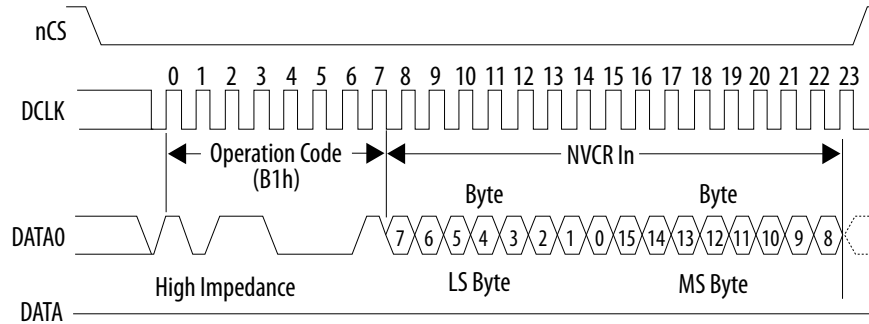 nCS
0 1 2 3 4 5 6 7 8 9 10 11 12 13 14 15 16 17 18 19 20 21 22 23
DCLK
Operation Code
(B1h)
NVCR In
Byte Byte
DATA0
7 6 5 4 3 2 1 0 15 14 13 12 11 10 9 8
High Impedance LS Byte MS Byte
DATA